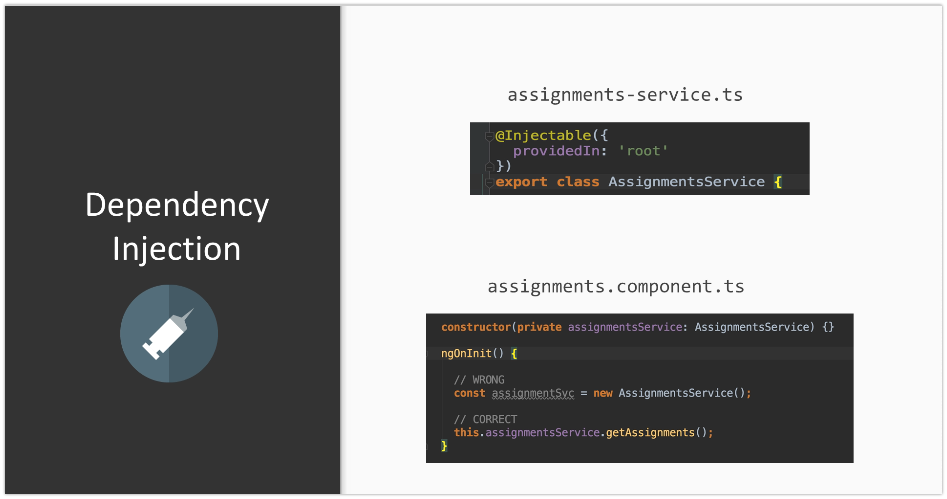 Dependency
Injection
assignments-service.ts
@Injectable({
  providedIn: 'root'
})
export class AssignmentsService {
assignments.component.ts
constructor(private assignmentsService: AssignmentsService) {}
ngOnInit() {
  // WRONG
  const assignmentSvc = new AssignmentsService();
  // CORRECT
  this.assignmentsService.getAssignments();
}